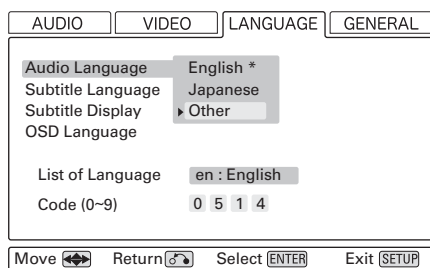 AUDIO VIDEO LANGUAGE GENERAL
Audio Language English *
Subtitle Language Japanese
Subtitle Display Other
OSD Language
List of Language en : English
Code (0~9) 0 5 1 4
Move Return Select ENTER Exit SETUP